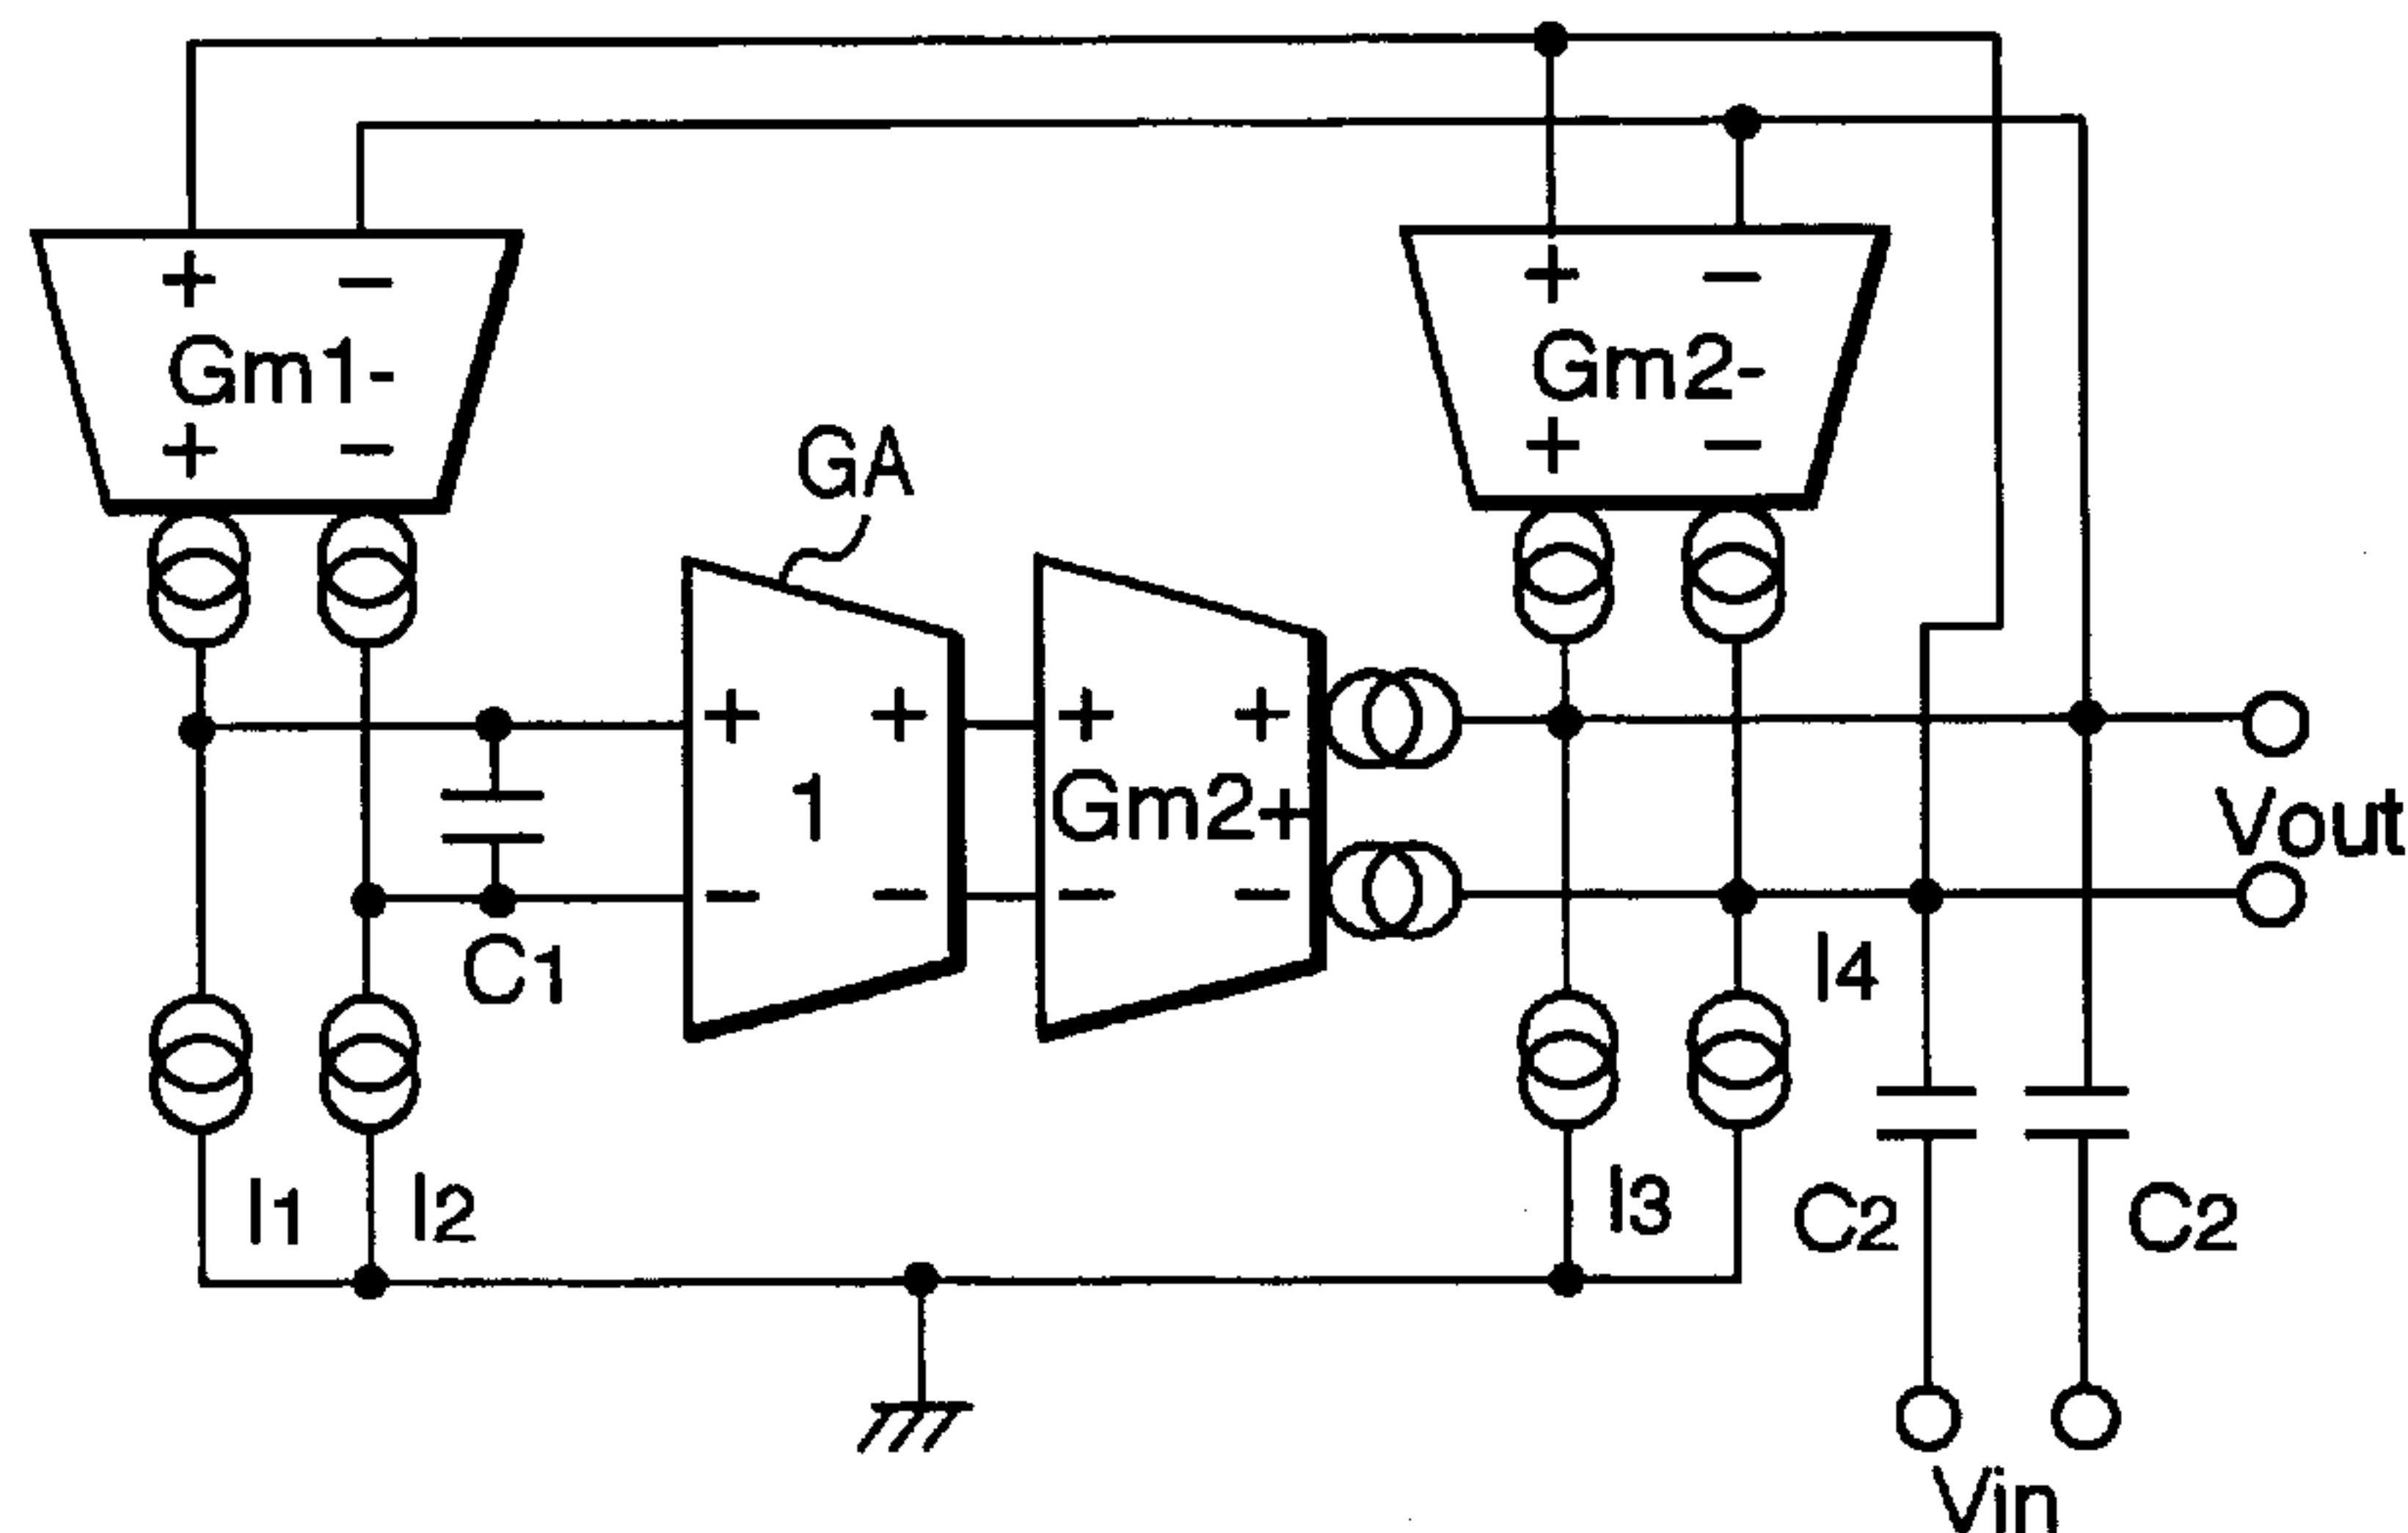 + −
Gm1-
+ −
+ −
Gm2-
+ −
GA
+ +
1
− −
+ +
Gm2+
− −
C1
Vout
I4
I1
I2
I3
C2
C2
Vin